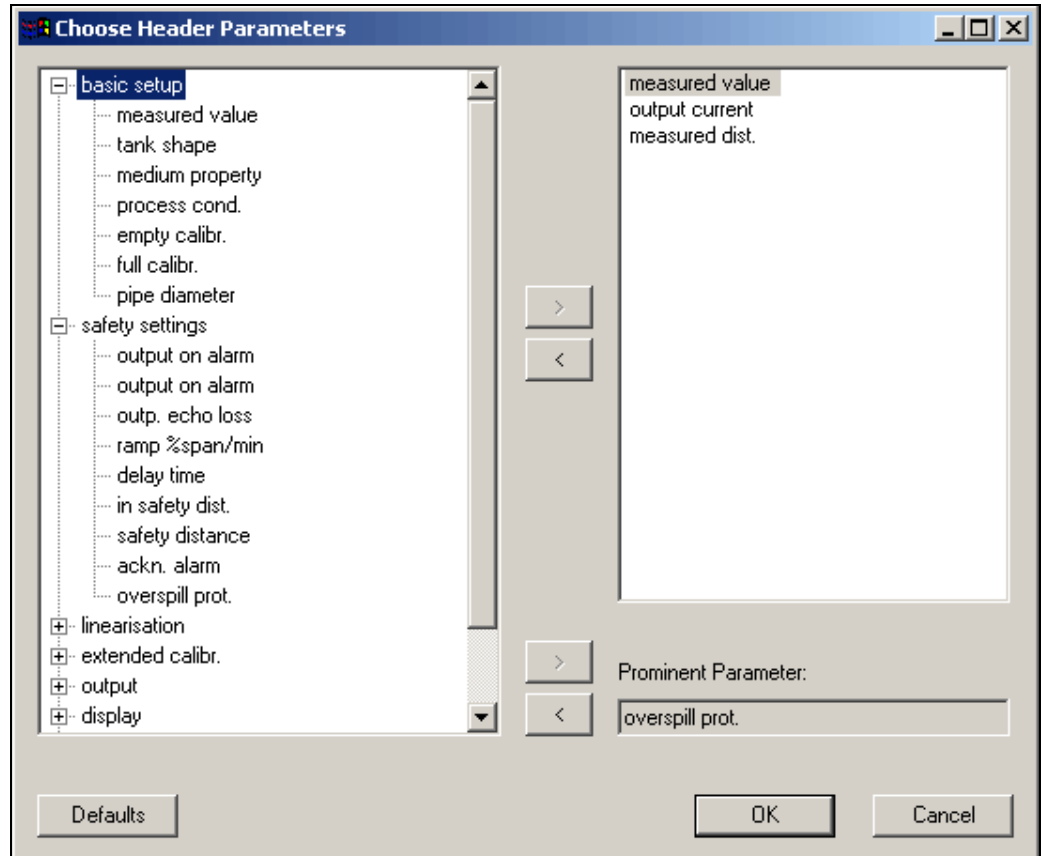 Choose Header Parameters
basic setup
measured value
tank shape
medium property
process cond.
empty calibr.
full calibr.
pipe diameter
safety settings
output on alarm
output on alarm
outp. echo loss
ramp %span/min
delay time
in safety dist.
safety distance
ackn. alarm
overspill prot.
linearisation
extended calibr.
output
display
>
<
>
<
measured value
output current
measured dist.
Prominent Parameter:
overspill prot.
Defaults
OK
Cancel